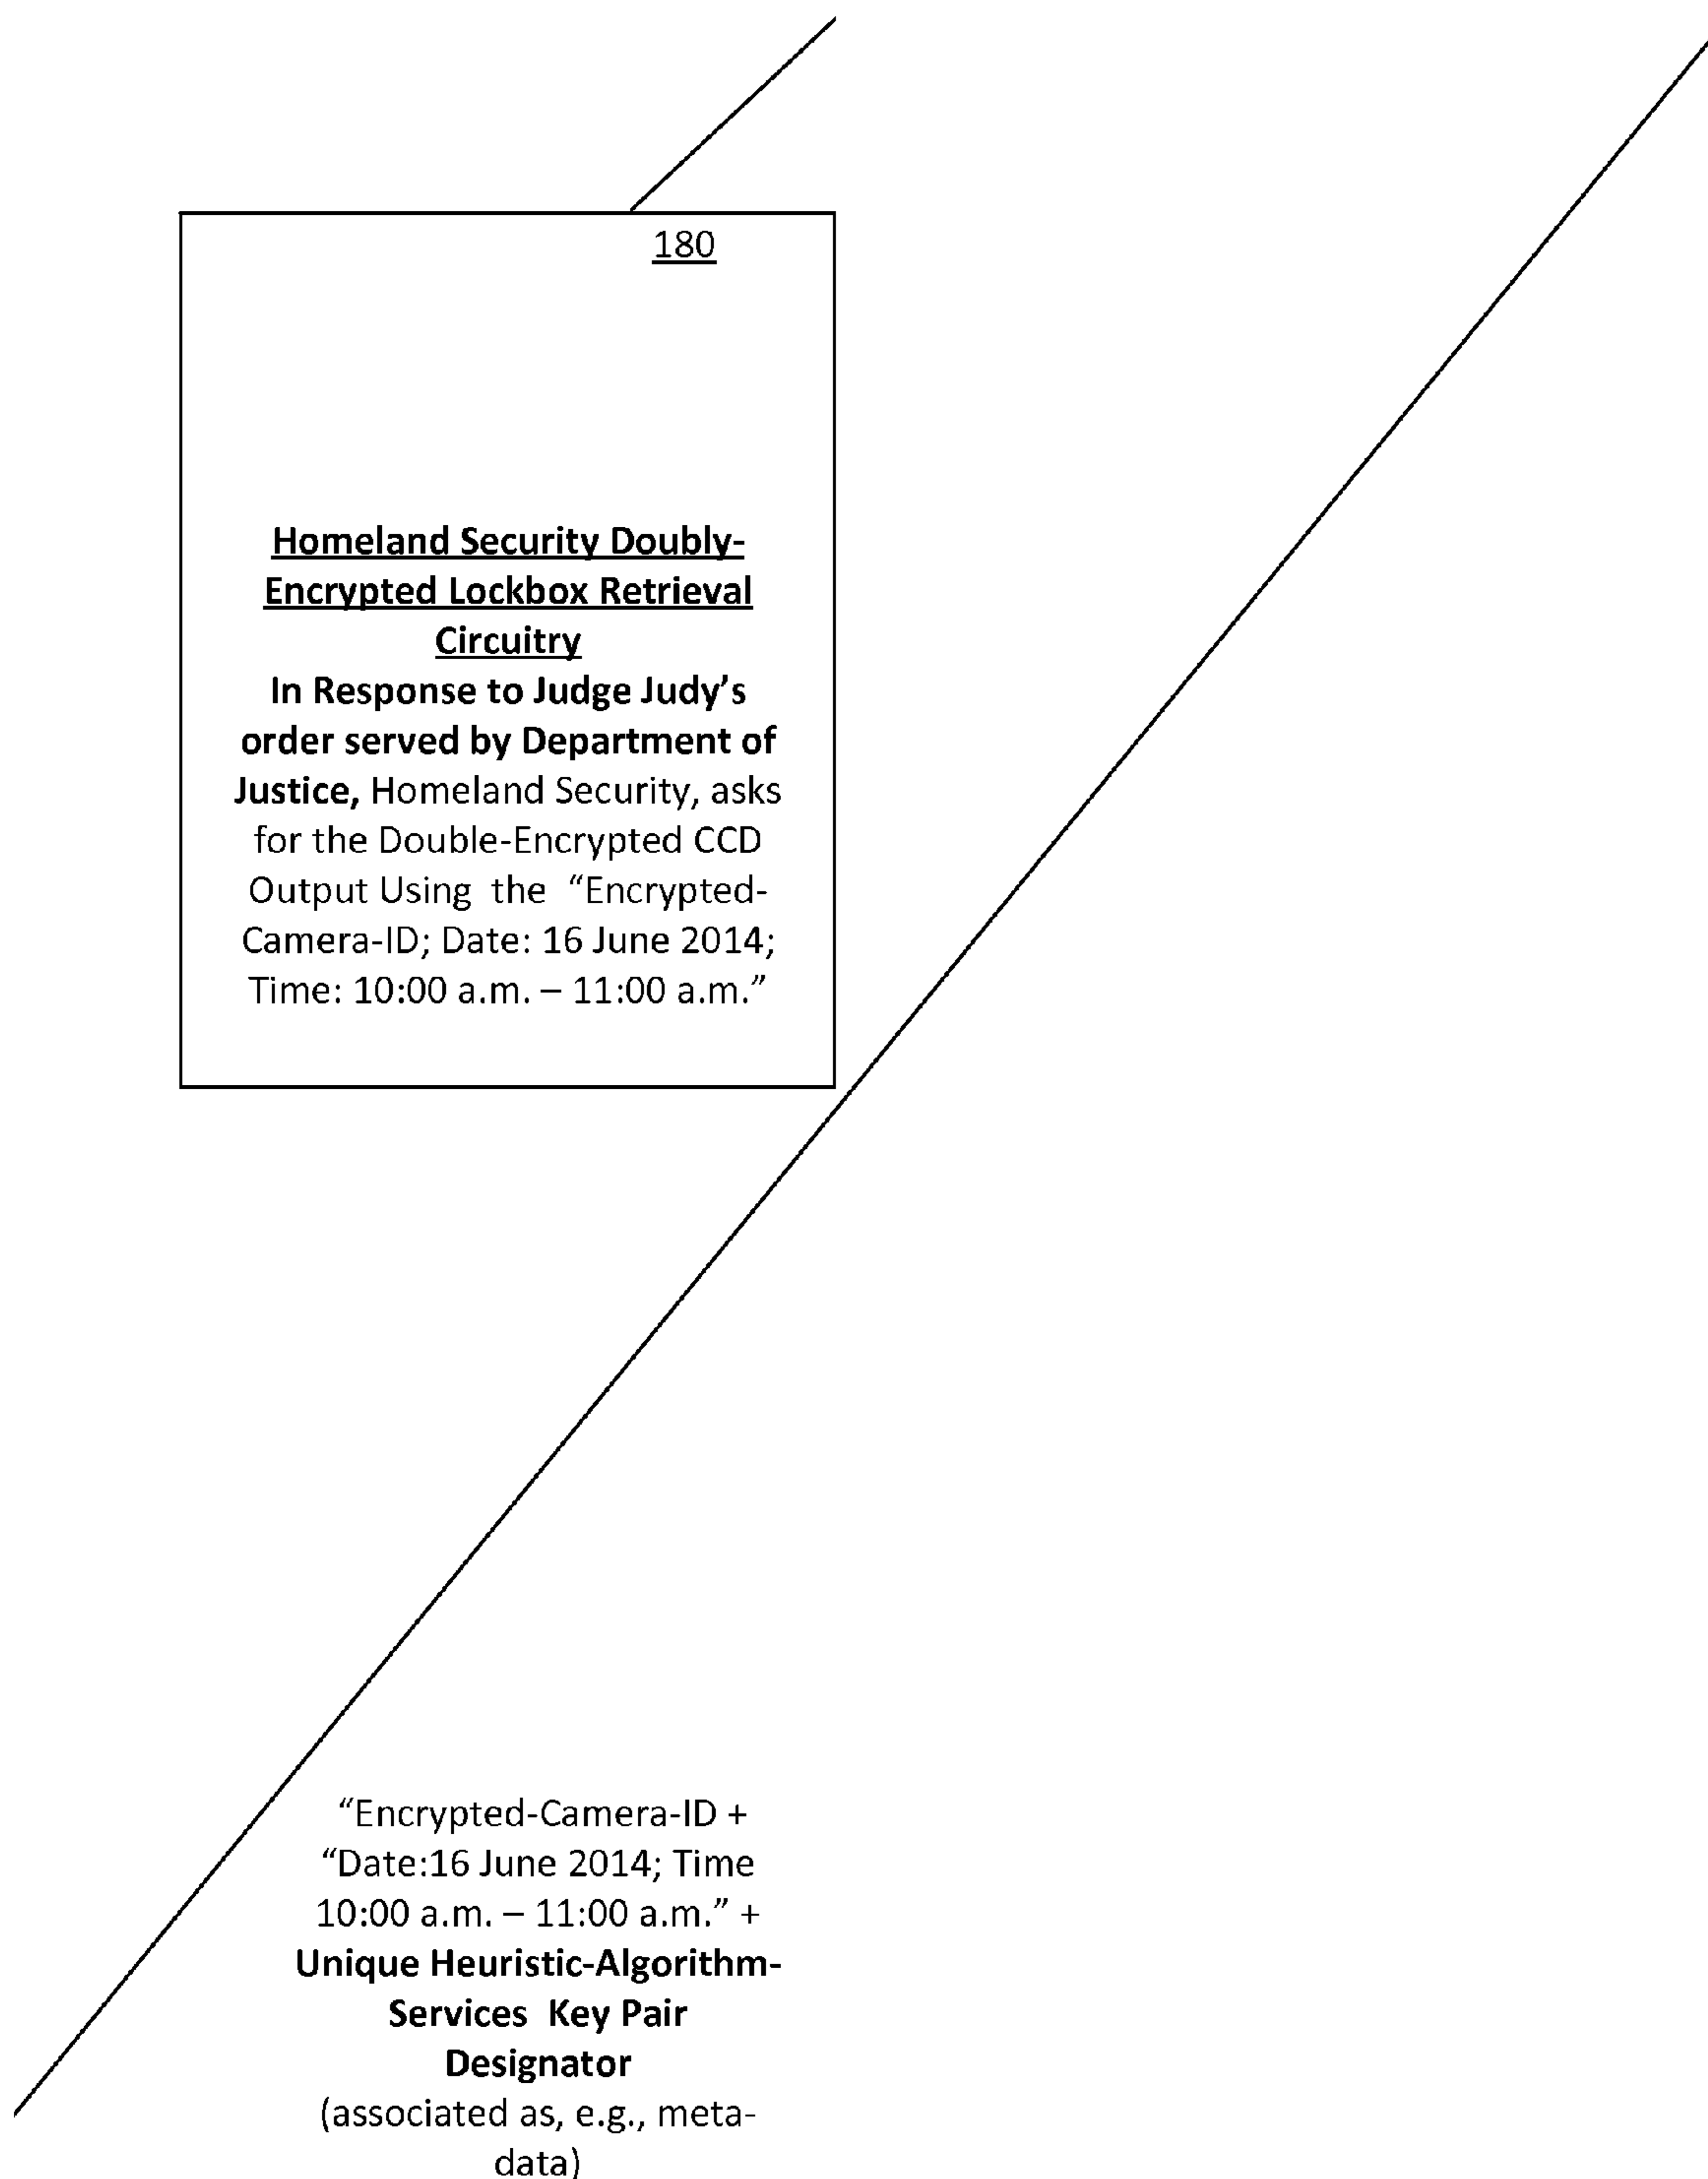 180
Homeland Security Doubly-
Encrypted Lockbox Retrieval
Circuitry
In Response to Judge Judy’s
order served by Department of
Justice, Homeland Security, asks
for the Double-Encrypted CCD
Output Using the “Encrypted-
Camera-ID; Date: 16 June 2014;
Time: 10:00 a.m. – 11:00 a.m.”
“Encrypted-Camera-ID +
“Date:16 June 2014; Time
10:00 a.m. – 11:00 a.m.” +
Unique Heuristic-Algorithm-
Services Key Pair
Designator
(associated as, e.g., meta-
data)